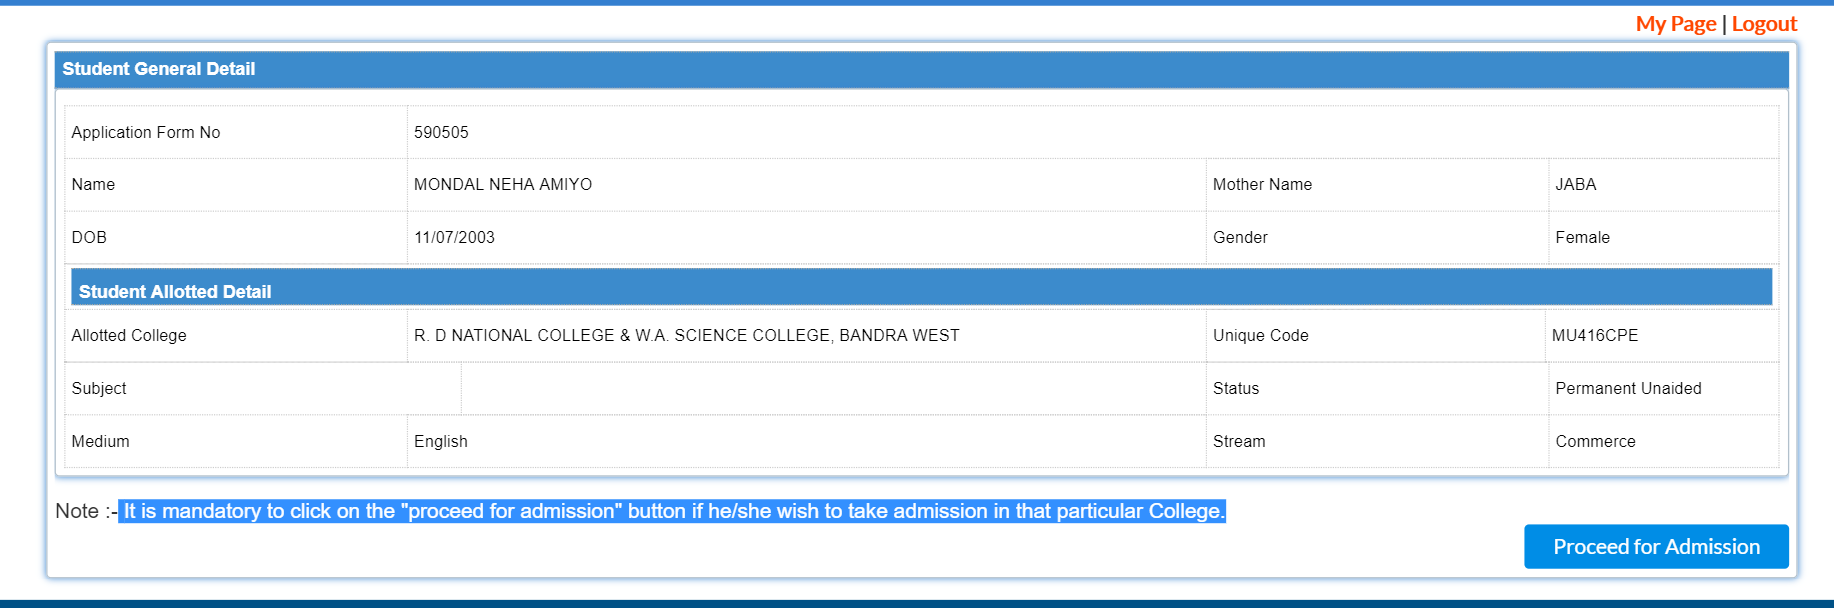 My Page | Logout
Student General Detail
Application Form No 590505
Name MONDAL NEHA AMIYO Mother Name JABA
DOB 11/07/2003 Gender Female
Student Allotted Detail
Allotted College R. D NATIONAL COLLEGE & W.A. SCIENCE COLLEGE, BANDRA WEST Unique Code MU416CPE
Subject Status Permanent Unaided
Medium English Stream Commerce
Note :- It is mandatory to click on the "proceed for admission" button if he/she wish to take admission in that particular College.
Proceed for Admission